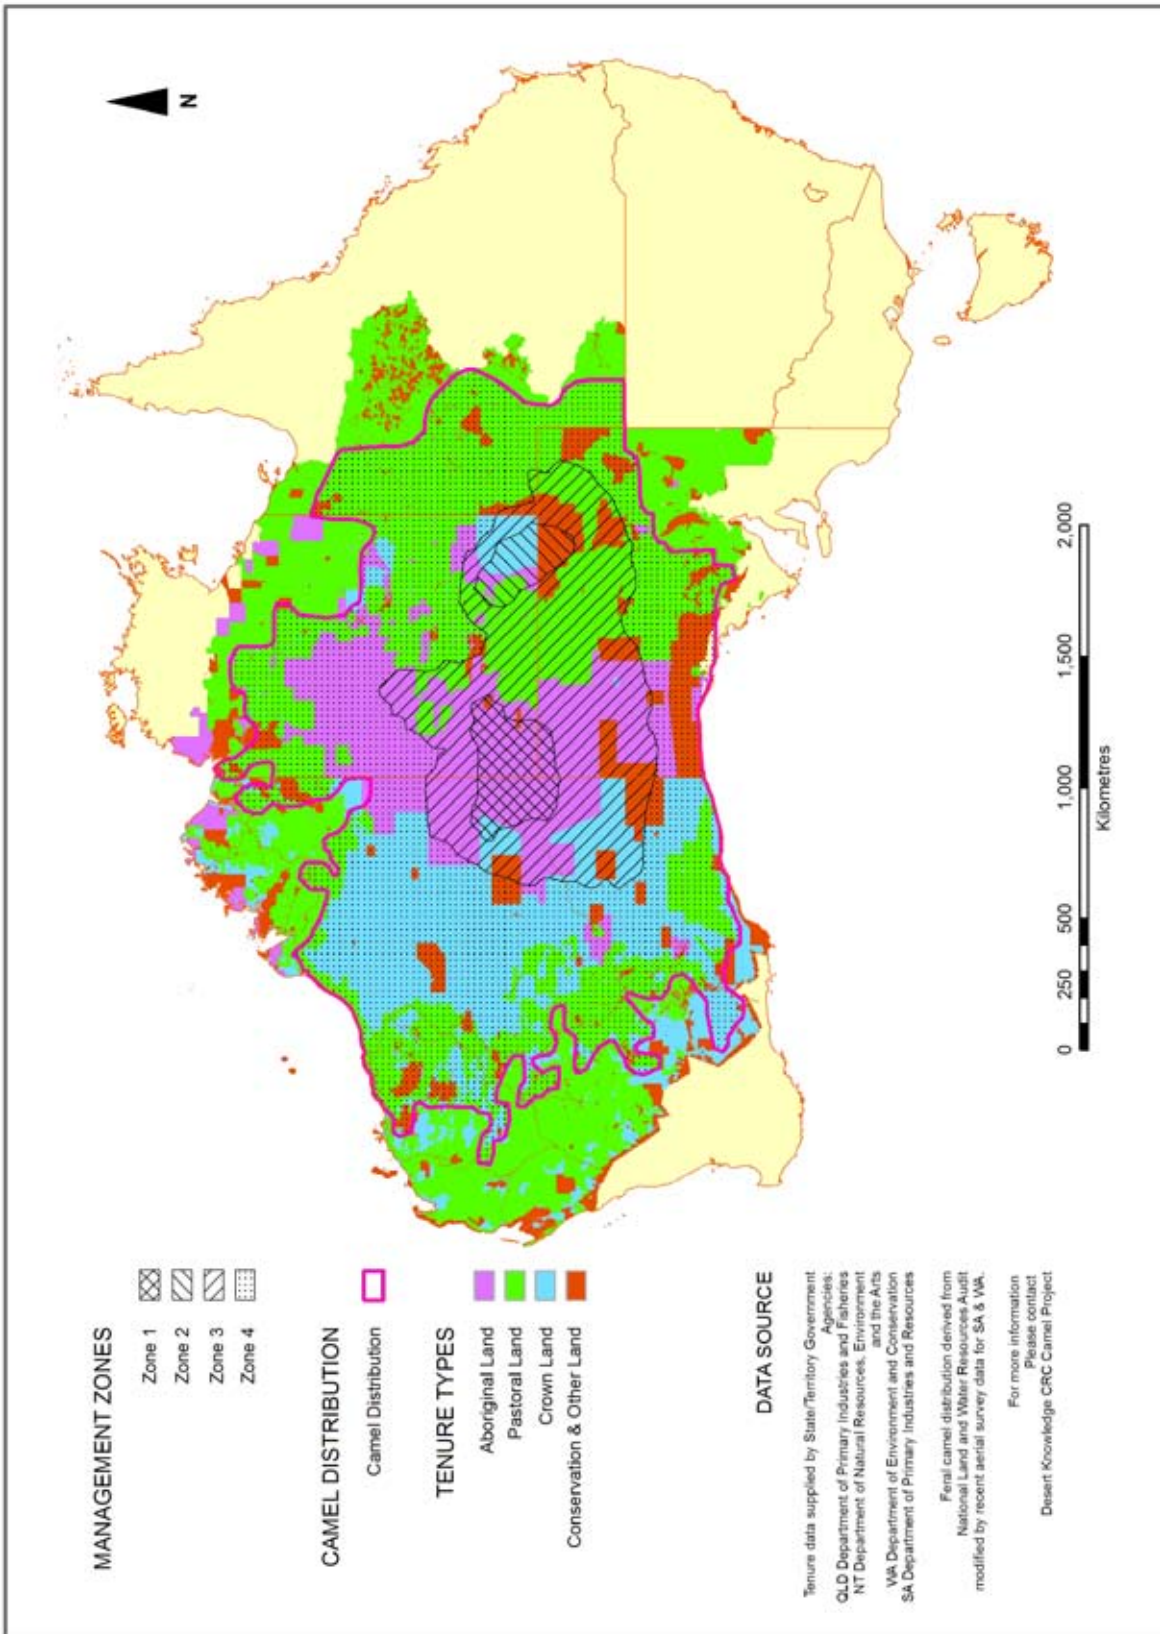 N
MANAGEMENT ZONES
Zone 1
Zone 2
Zone 3
Zone 4
CAMEL DISTRIBUTION
Camel Distribution
TENURE TYPES
Aboriginal Land
Pastoral Land
Crown Land
Conservation & Other Land
DATA SOURCE
Tenure data supplied by State/Territory Government
Agencies:
QLD Department of Primary Industries and Fisheries
NT Department of Natural Resources, Environment
and the Arts
WA Department of Environment and Conservation
SA Department of Primary Industries and Resources
Feral camel distribution derived from
National Land and Water Resources Audit
modified by recent aerial survey data for SA & WA.
For more information
Please contact
Desert Knowledge CRC Camel Project
0 250 500 1,000 1,500 2,000
Kilometres